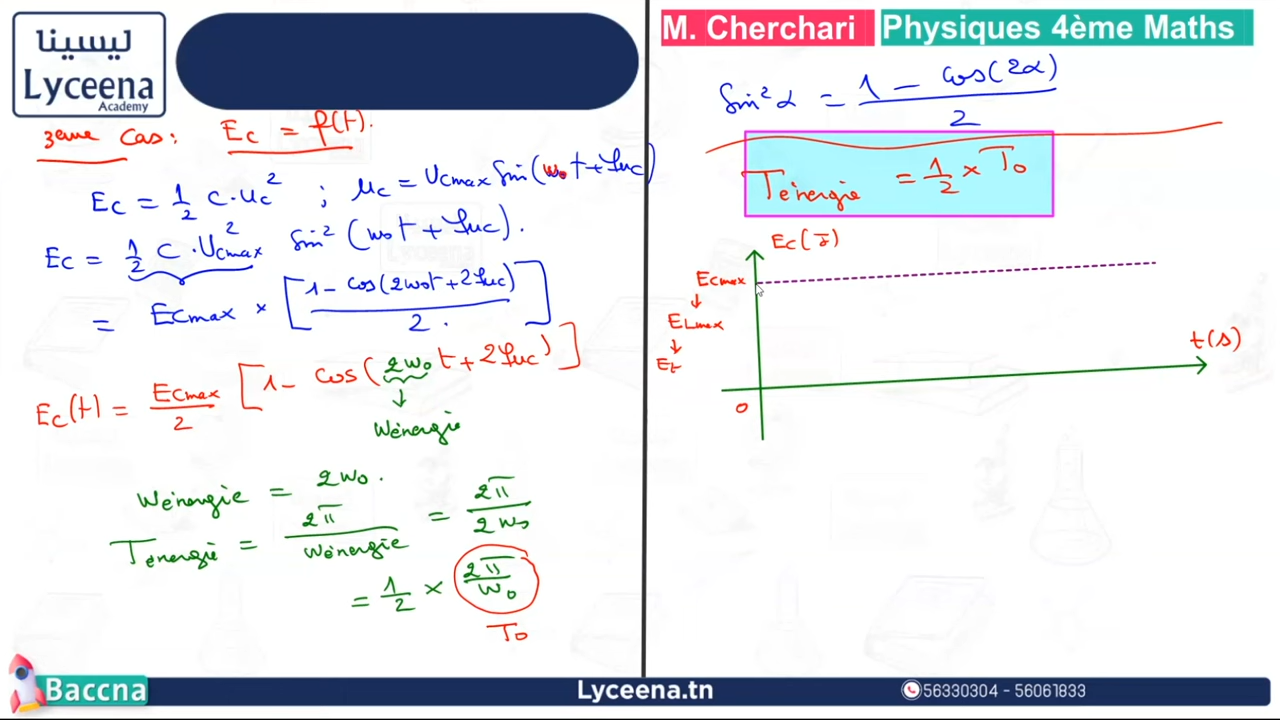 ليسينا
Lyceena
Academy
M. Cherchari Physiques 4ème Maths
3ème cas : Ec = f(t).
Ec = 1/2 C.uc² ; uc = Ucmax sin(w₀t + φuc)
Ec = 1/2 C.Ucmax² sin²(w₀t + φuc).
= Ecmax × [(1 - cos(2w₀t + 2φuc))/2.]
Ec(t) = Ecmax/2 [1 - cos(2w₀t + 2φuc)]
↓
Wénergie
Wénergie = 2w₀.
Ténergie = 2π/Wénergie = 2π/2w₀
= 1/2 × 2π/w₀
T₀
sin²α = (1 - cos(2α))/2
Ténergie = 1/2 × T₀
Ec(J)
Ecmax
↓
ELmax
↓
Et
t(s)
0
Baccna
Lyceena.tn
56330304 - 56061833